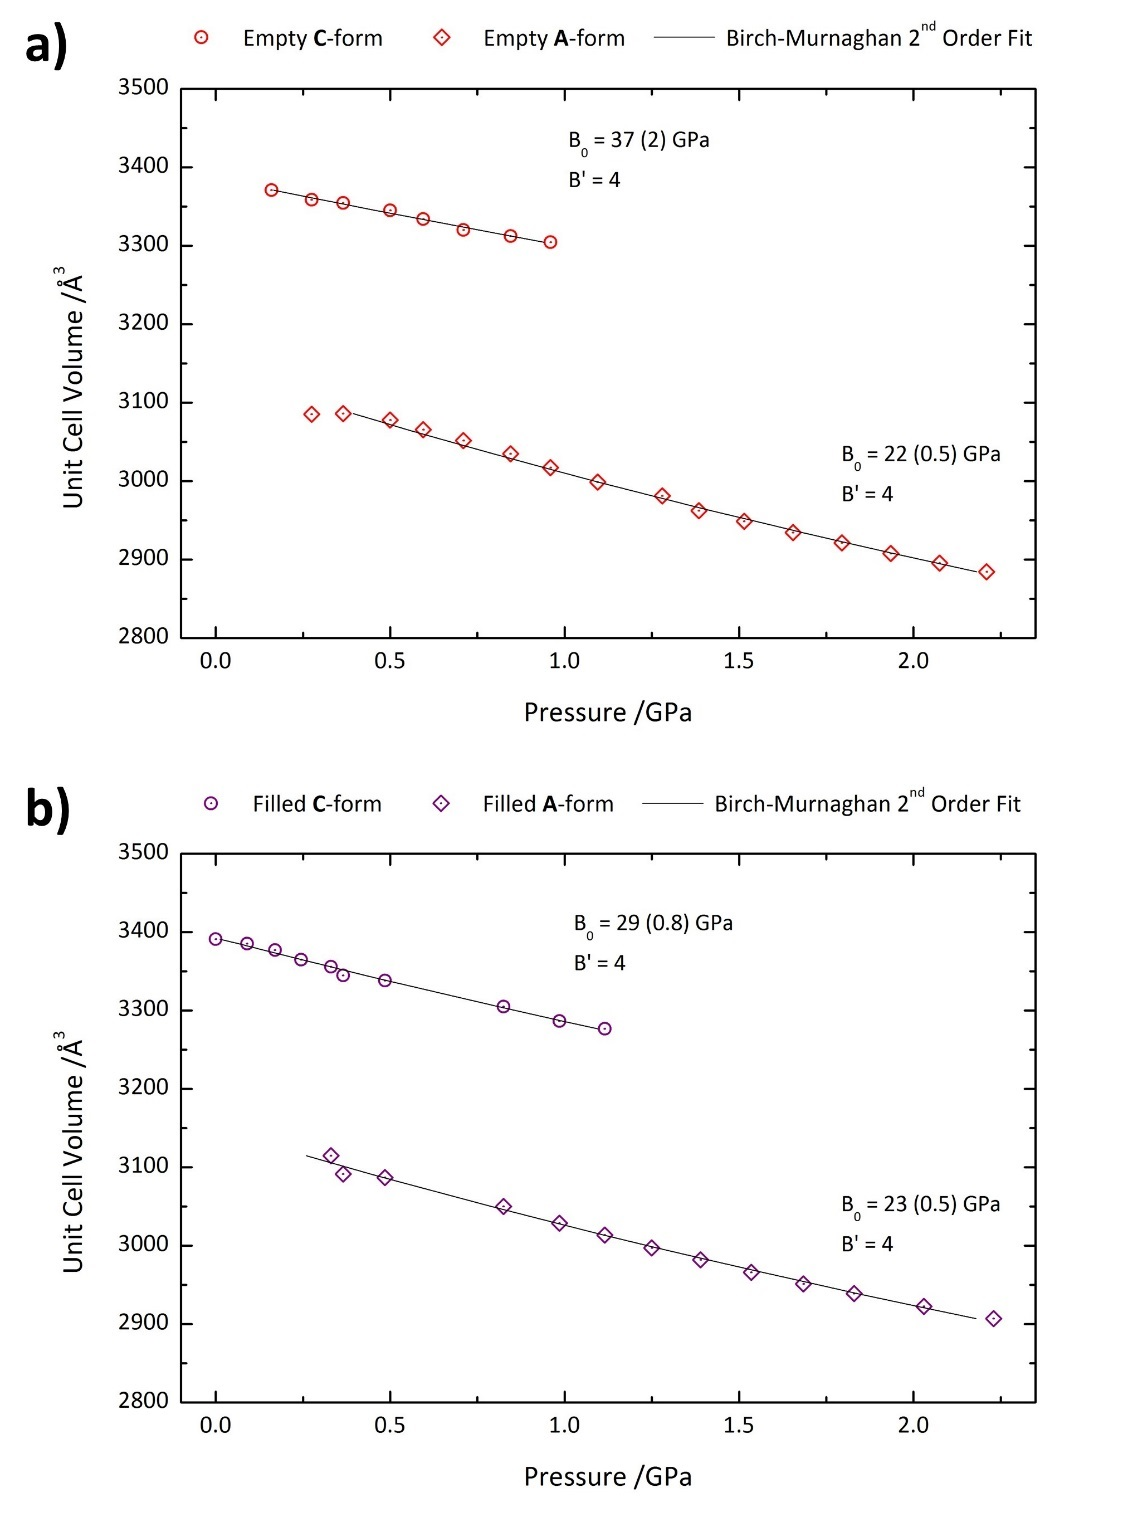 a)
Empty C-form Empty A-form Birch-Murnaghan 2nd Order Fit
3500
3400
3300
3200
3100
3000
2900
2800
Unit Cell Volume /Å3
B0 = 37 (2) GPa
B' = 4
B0 = 22 (0.5) GPa
B' = 4
0.0 0.5 1.0 1.5 2.0
Pressure /GPa
b)
Filled C-form Filled A-form Birch-Murnaghan 2nd Order Fit
3500
3400
3300
3200
3100
3000
2900
2800
Unit Cell Volume /Å3
B0 = 29 (0.8) GPa
B' = 4
B0 = 23 (0.5) GPa
B' = 4
0.0 0.5 1.0 1.5 2.0
Pressure /GPa